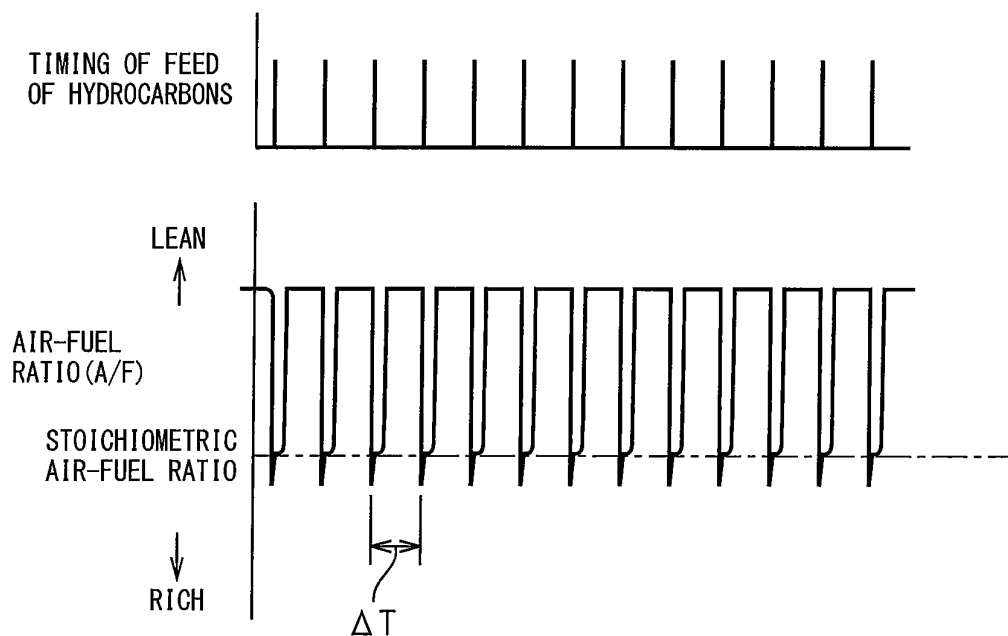 TIMING OF FEED
OF HYDROCARBONS
LEAN
AIR-FUEL
RATIO(A/F)
STOICHIOMETRIC
AIR-FUEL RATIO
RICH
ΔT